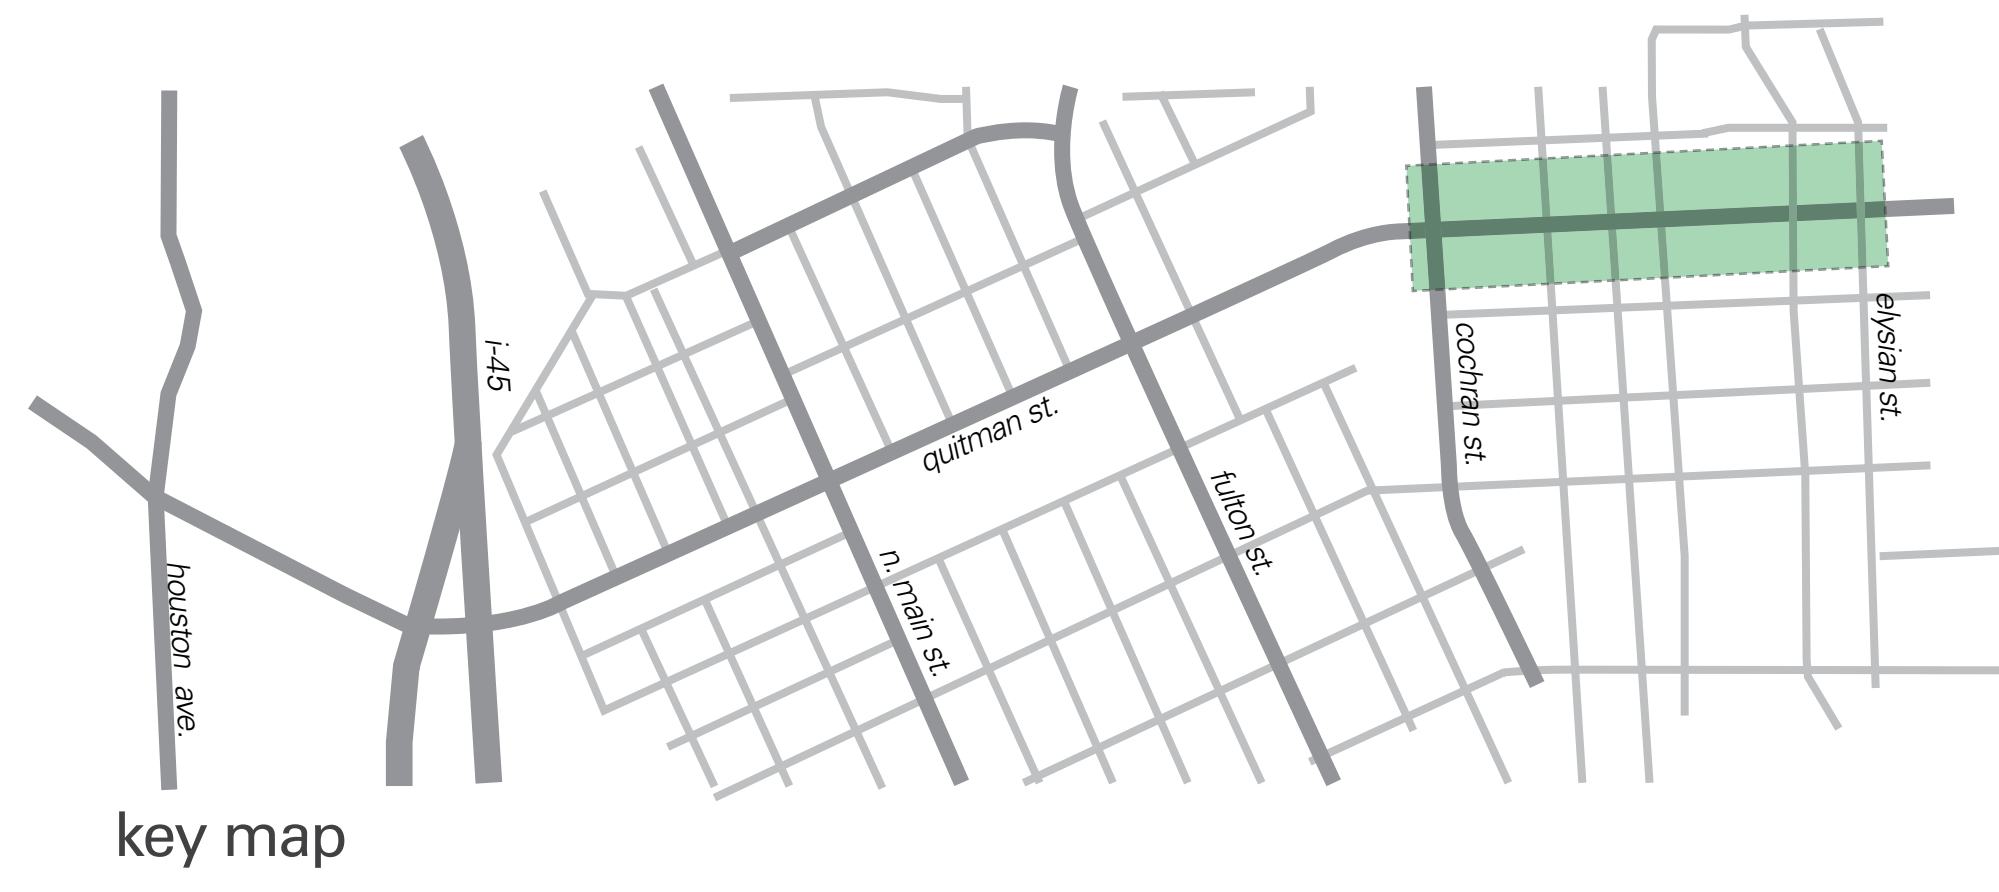 i-45
elysian st.
cochran st.
quitman st.
fulton st.
n. main st.
houston ave.
key map